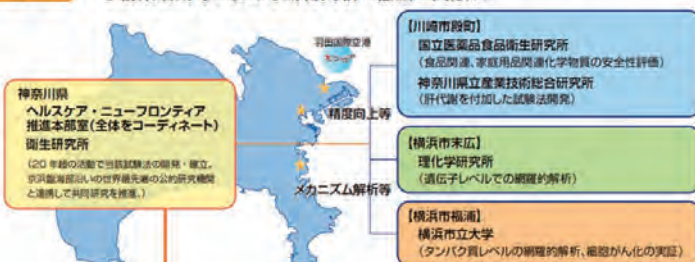 羽田国際空港
神奈川県
ヘルスケア・ニューフロンティア
推進本部室(全体をコーディネート)
衛生研究所
(20年超の活動で当該試験法の開発・確立。
京浜臨海部沿いの世界最先端の公的研究機関
と連携して共同研究を推進。)
精度向上等
メカニズム解析等
【川崎市殿町】
国立医薬品食品衛生研究所
(食品関連、家庭用品関連化学物質の安全性評価)
神奈川県立産業技術総合研究所
(肝代謝を付加した試験法開発)
【横浜市末広】
理化学研究所
(遺伝子レベルでの網羅的解析)
【横浜市福浦】
横浜市立大学
(タンパク質レベルの網羅的解析、細胞がん化の実証)